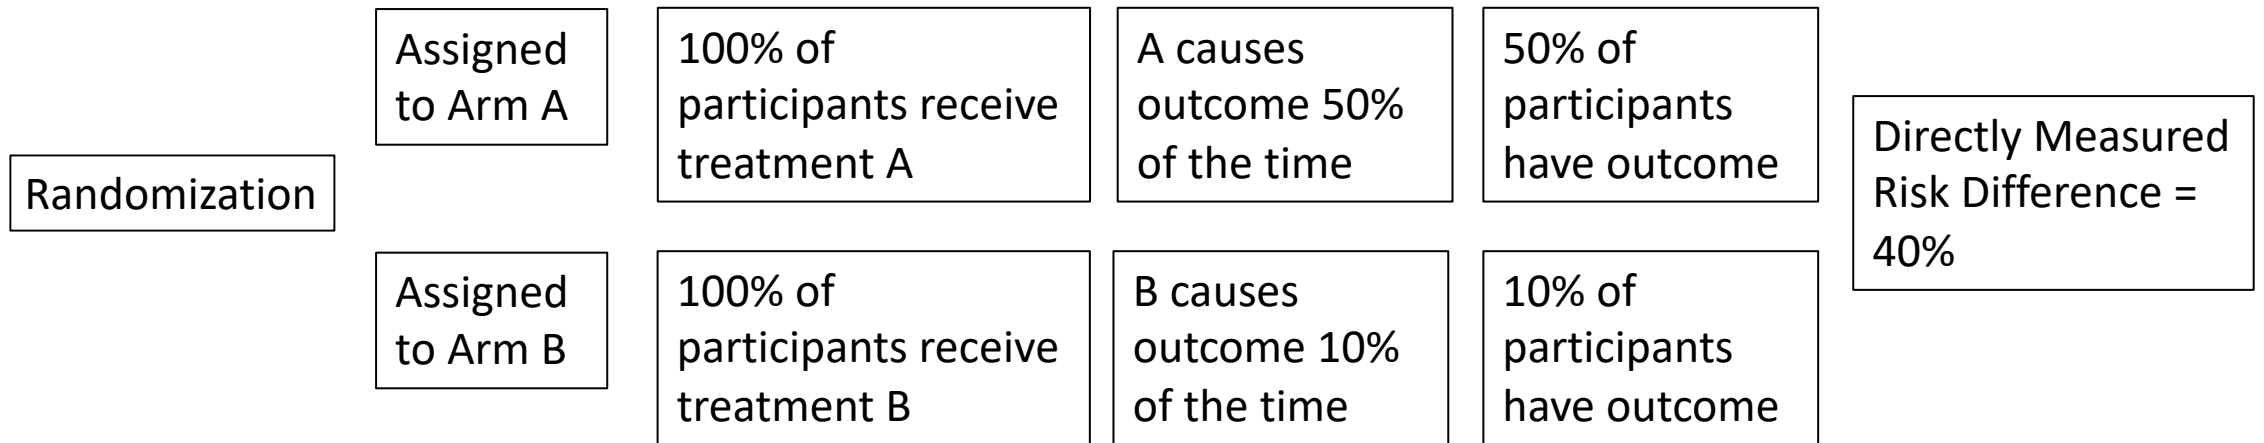 Randomization
Assigned
to Arm A
100% of
participants receive
treatment A
A causes
outcome 50%
of the time
50% of
participants
have outcome
Assigned
to Arm B
100% of
participants receive
treatment B
B causes
outcome 10%
of the time
10% of
participants
have outcome
Directly Measured
Risk Difference =
40%